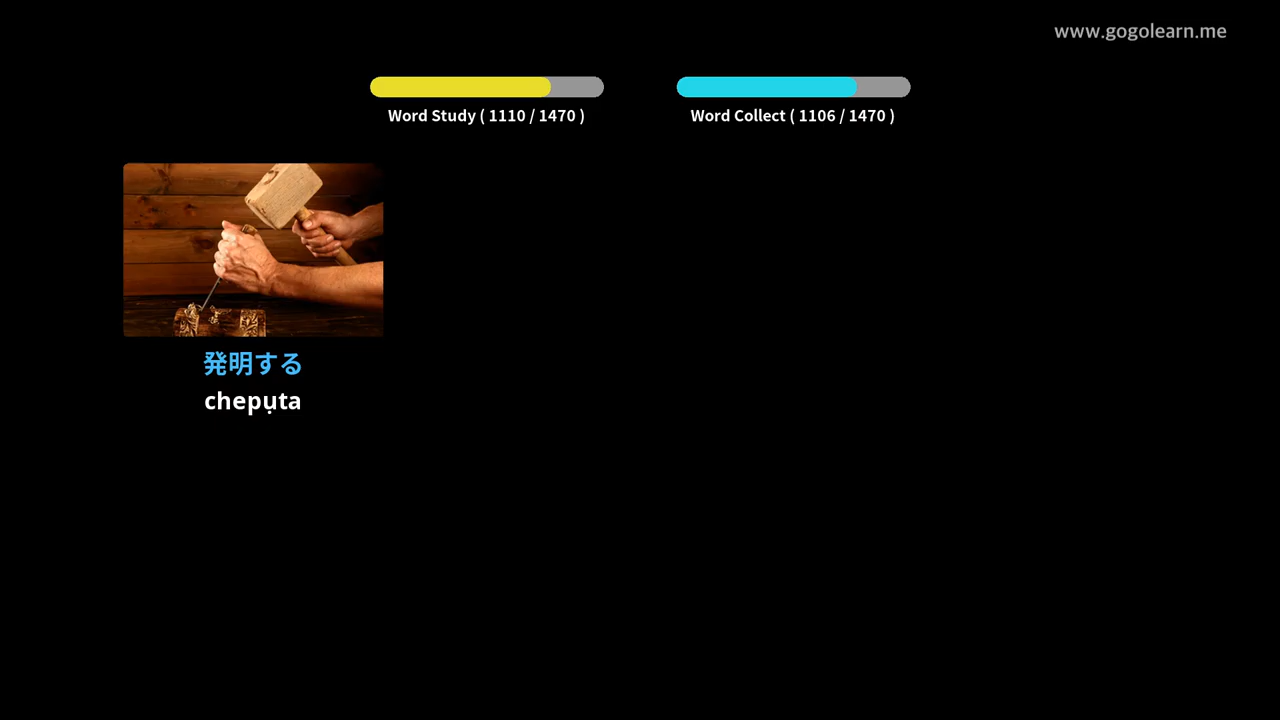 www.gogolearn.me
Word Study ( 1110 / 1470 )
Word Collect ( 1106 / 1470 )
発明する
chepụta